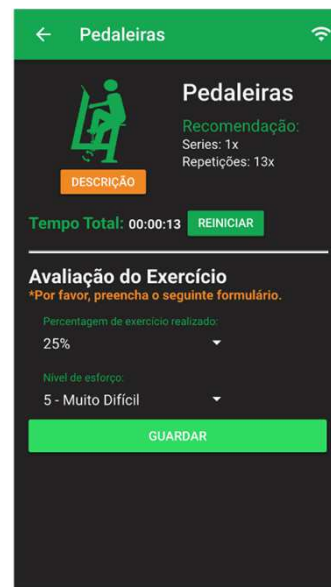 Pedaleiras
Pedaleiras
Recomendação:
Series: 1x
Repetições: 13x
DESCRIÇÃO
Tempo Total: 00:00:13 REINICIAR
Avaliação do Exercício
*Por favor, preencha o seguinte formulário.
Percentagem de exercício realizado:
25%
Nível de esforço:
5 - Muito Difícil
GUARDAR